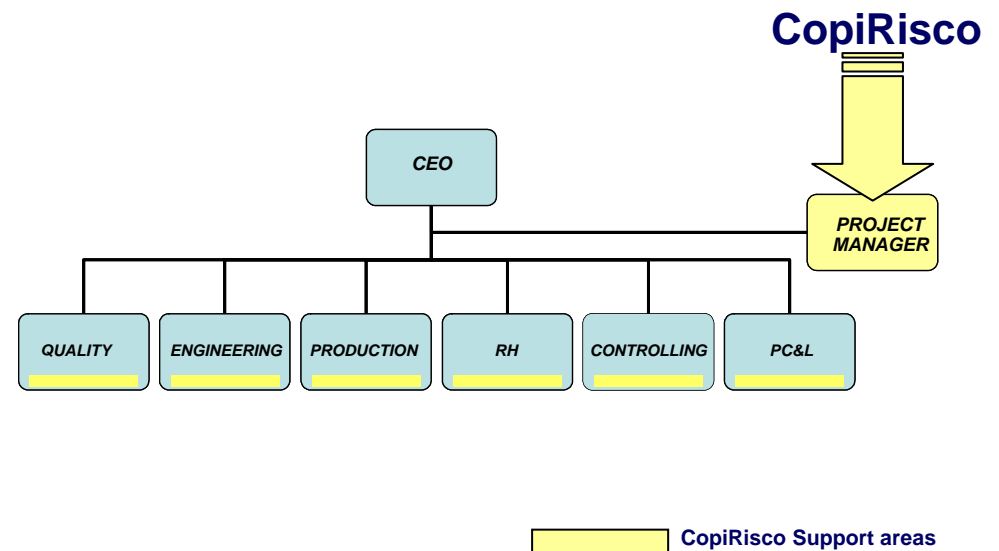 CopiRisco
CEO
PROJECT
MANAGER
QUALITY
ENGINEERING
PRODUCTION
RH
CONTROLLING
PC&L
CopiRisco Support areas